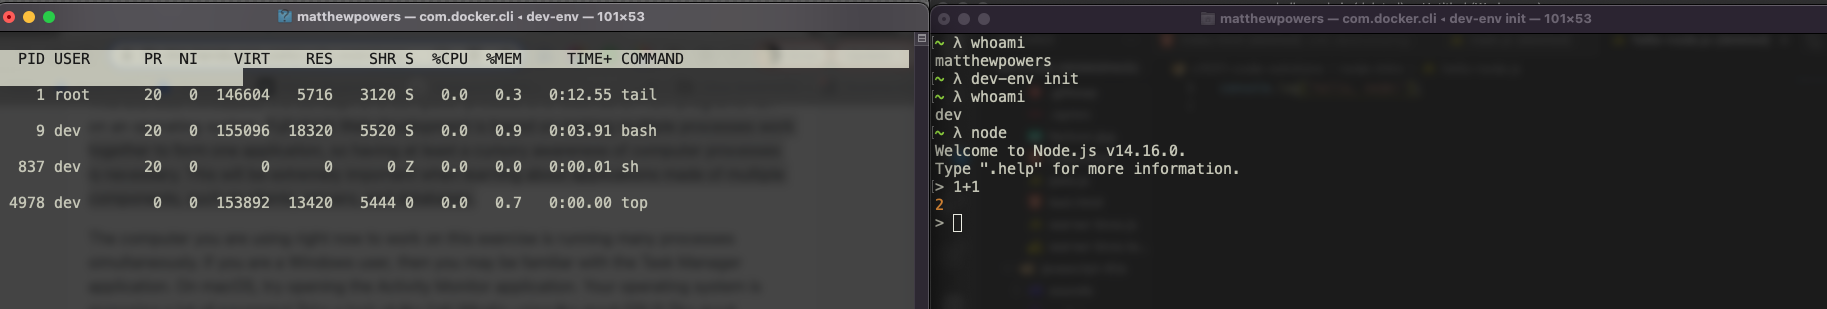 matthewpowers — com.docker.cli ◂ dev-env — 101×53
PID USER PR NI VIRT RES SHR S %CPU %MEM TIME+ COMMAND
1 root 20 0 146604 5716 3120 S 0.0 0.3 0:12.55 tail
9 dev 20 0 155096 18320 5520 S 0.0 0.9 0:03.91 bash
837 dev 20 0 0 0 0 Z 0.0 0.0 0:00.01 sh
4978 dev 0 0 153892 13420 5444 0 0.0 0.7 0:00.00 top
matthewpowers — com.docker.cli ◂ dev-env init — 101×53
~ λ whoami
matthewpowers
~ λ dev-env init
~ λ whoami
dev
~ λ node
Welcome to Node.js v14.16.0.
Type ".help" for more information.
> 1+1
2
>